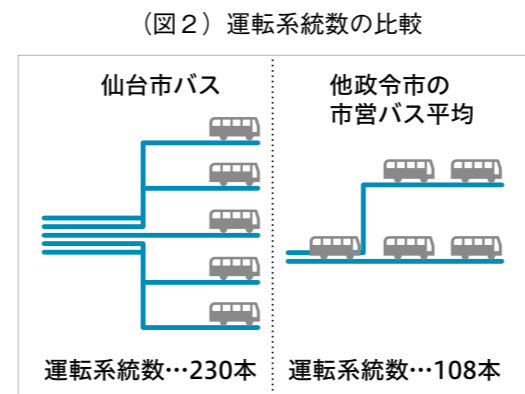 （図２）運転系統数の比較
仙台市バス
他政令市の
市営バス平均
運転系統数…230本
運転系統数…108本